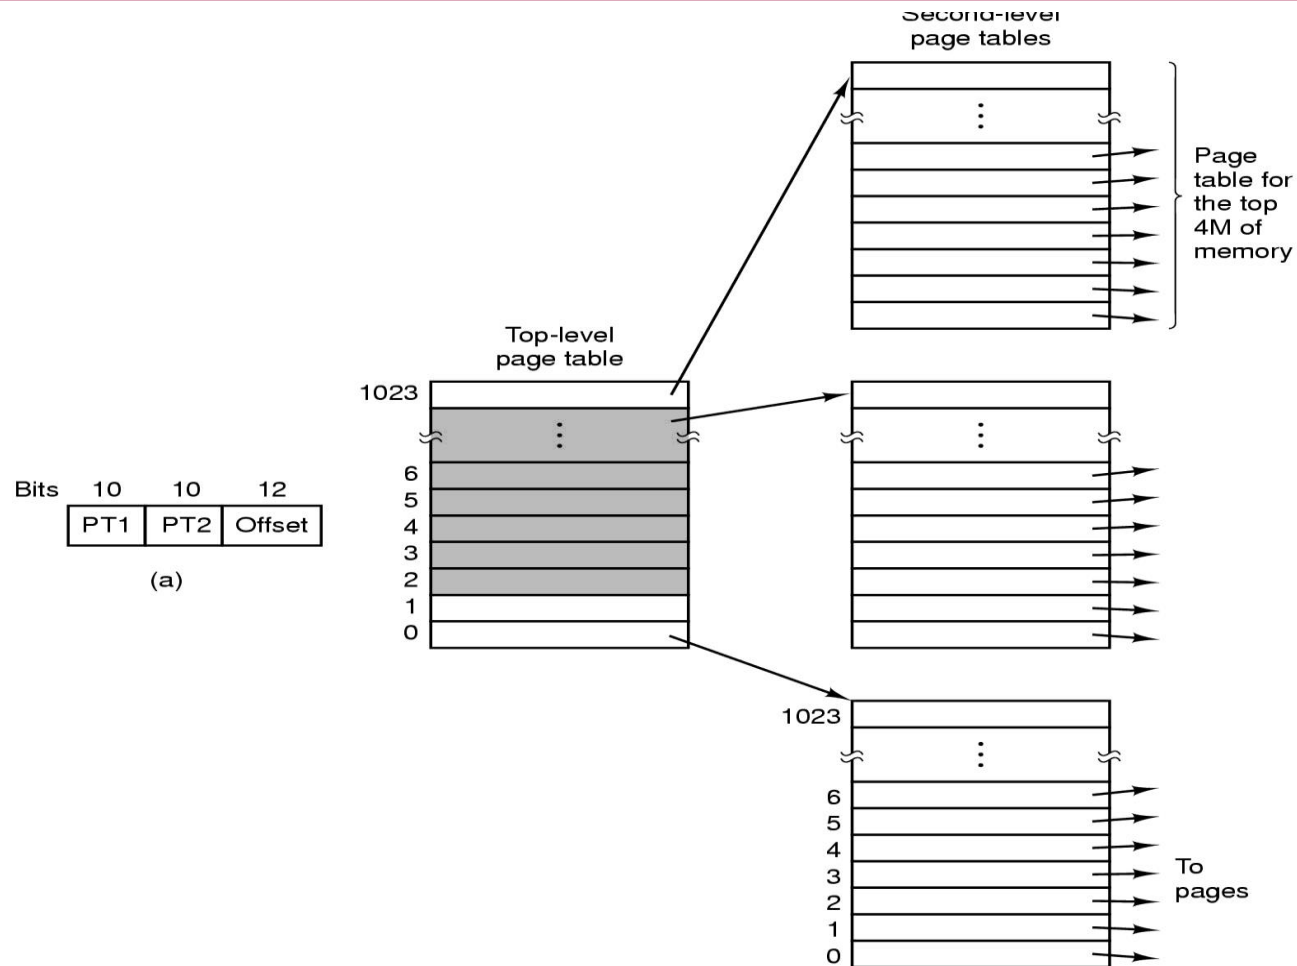 Second-level
page tables
Page
table for
the top
4M of
memory
Top-level
page table
1023
6
5
4
3
2
1
0
Bits 10 10 12
PT1 PT2 Offset
(a)
1023
6
5
4
3
2
1
0
To
pages